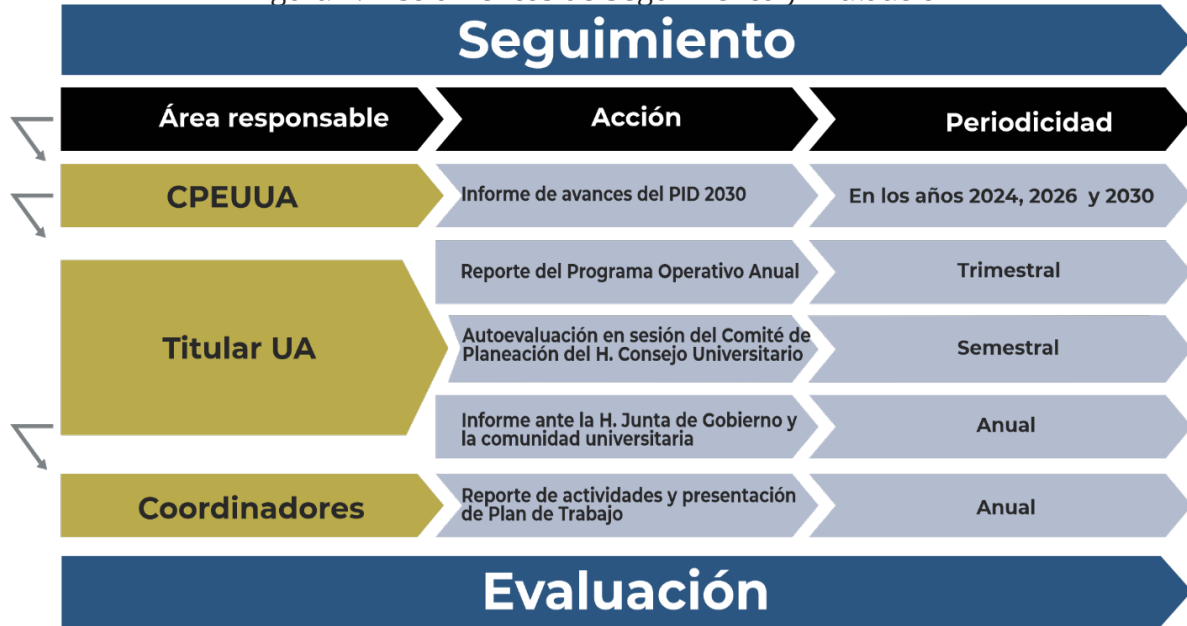 Seguimiento
Área responsable
Acción
Periodicidad
CPEUUA
Informe de avances del PID 2030
En los años 2024, 2026 y 2030
Titular UA
Reporte del Programa Operativo Anual
Trimestral
Autoevaluación en sesión del Comité de
Planeación del H. Consejo Universitario
Semestral
Informe ante la H. Junta de Gobierno y
la comunidad universitaria
Anual
Coordinadores
Reporte de actividades y presentación
de Plan de Trabajo
Anual
Evaluación